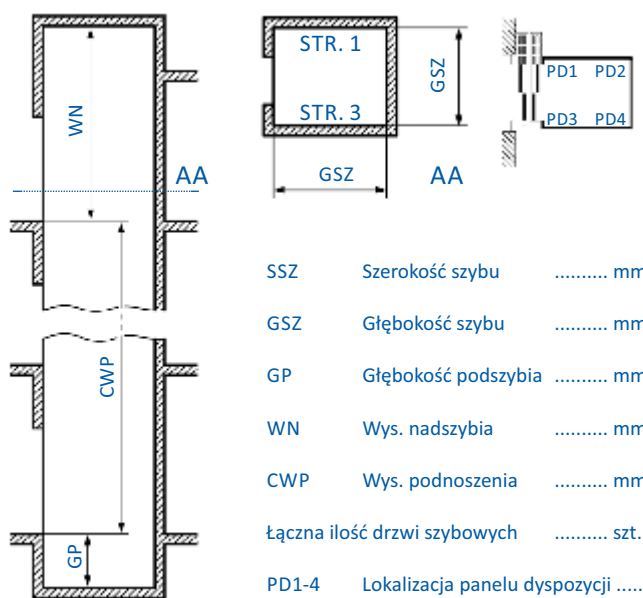 WN
AA
CWP
GP
STR. 1
STR. 3
GSZ
GSZ
AA
PD1 PD2
PD3 PD4
SSZ Szerokość szybu .......... mm
GSZ Głębokość szybu .......... mm
GP Głębokość podszybia .......... mm
WN Wys. nadszybia .......... mm
CWP Wys. podnoszenia .......... mm
Łączna ilość drzwi szybowych .......... szt.
PD1-4 Lokalizacja panelu dyspozycji .....